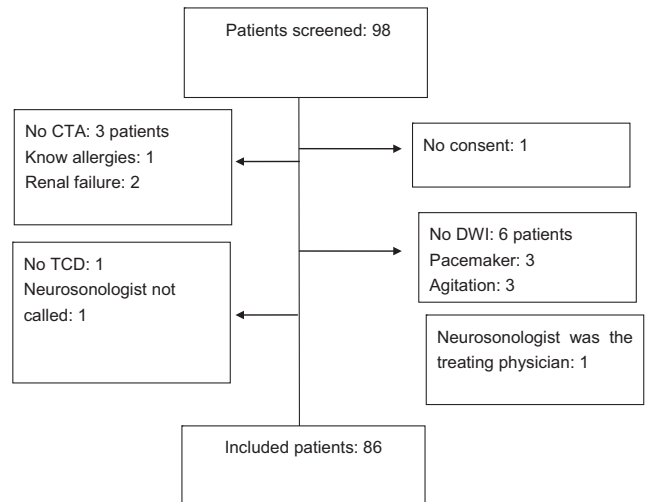 Patients screened: 98
No CTA: 3 patients
Know allergies: 1
Renal failure: 2
No consent: 1
No DWI: 6 patients
Pacemaker: 3
Agitation: 3
No TCD: 1
Neurosonologist not
called: 1
Neurosonologist was the
treating physician: 1
Included patients: 86